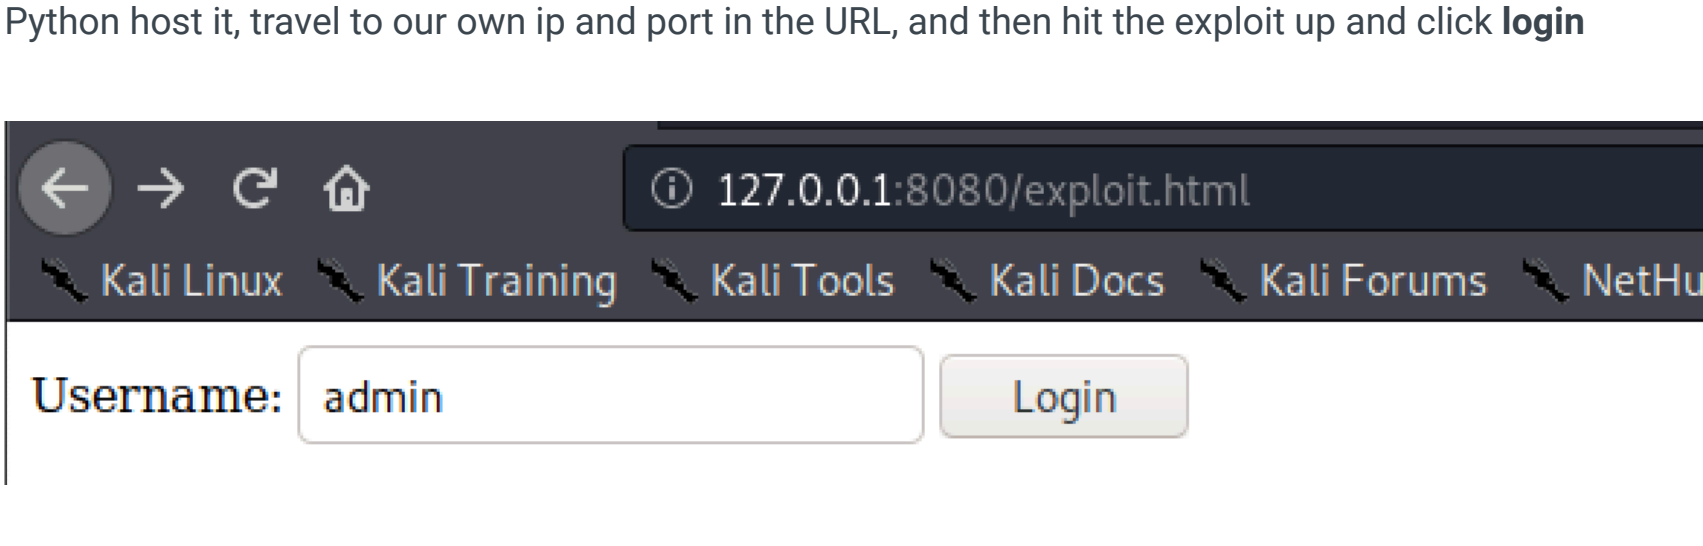 Python host it, travel to our own ip and port in the URL, and then hit the exploit up and click login
127.0.0.1:8080/exploit.html
Kali Linux Kali Training Kali Tools Kali Docs Kali Forums NetHu
Username: admin Login